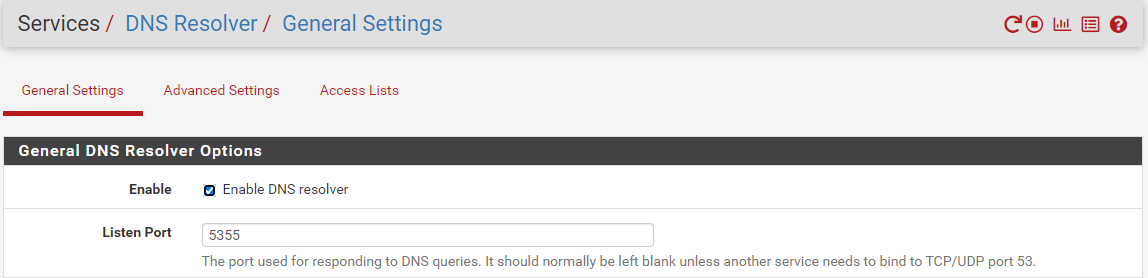 Services / DNS Resolver / General Settings
General Settings Advanced Settings Access Lists
General DNS Resolver Options
Enable Enable DNS resolver
Listen Port 5355
The port used for responding to DNS queries. It should normally be left blank unless another service needs to bind to TCP/UDP port 53.